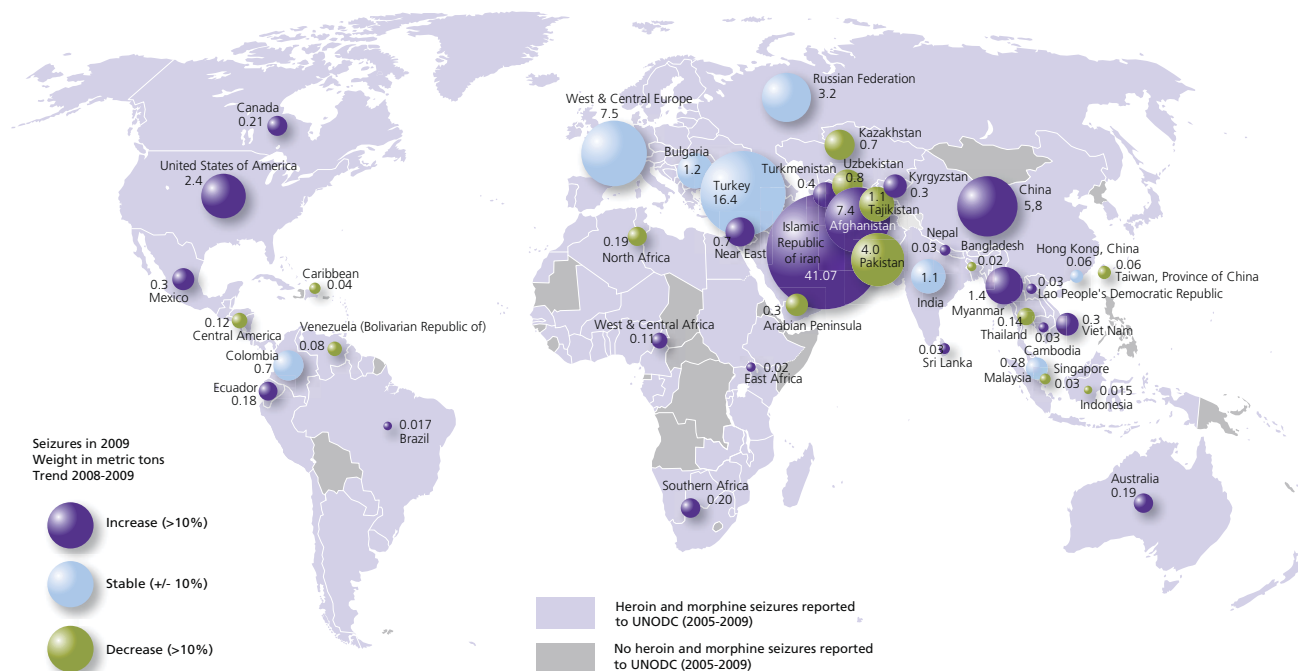 Russian Federation
3.2
West & Central Europe
7.5
Canada
0.21
Kazakhstan
0.7
United States of America
2.4
Bulgaria
1.2
Uzbekistan
0.8
Turkmenistan
0.4
Kyrgyzstan
0.3
Turkey
16.4
China
5,8
1.1
Tajikistan
7.4
Afghanistan
Islamic
Republic
of iran
41.07
0.7
Near East
0.19
North Africa
Nepal
0.03
Bangladesh
0.02
Hong Kong, China
0.06
0.06
Taiwan, Province of China
4.0
Pakistan
1.1
India
0.3
Mexico
Caribbean
0.04
0.03
Lao People's Democratic Republic
1.4
Myanmar
0.3
Arabian Peninsula
0.12
Central America
Venezuela (Bolivarian Republic of)
0.08
West & Central Africa
0.11
0.14
Thailand
0.3
Viet Nam
0.03
Cambodia
0.03
Sri Lanka
Colombia
0.7
0.02
East Africa
0.28
Malaysia
Singapore
0.03
Ecuador
0.18
0.015
Indonesia
0.017
Brazil
Southern Africa
0.20
Australia
0.19
Seizures in 2009
Weight in metric tons
Trend 2008-2009
Increase (>10%)
Stable (+/- 10%)
Decrease (>10%)
Heroin and morphine seizures reported
to UNODC (2005-2009)
No heroin and morphine seizures reported
to UNODC (2005-2009)